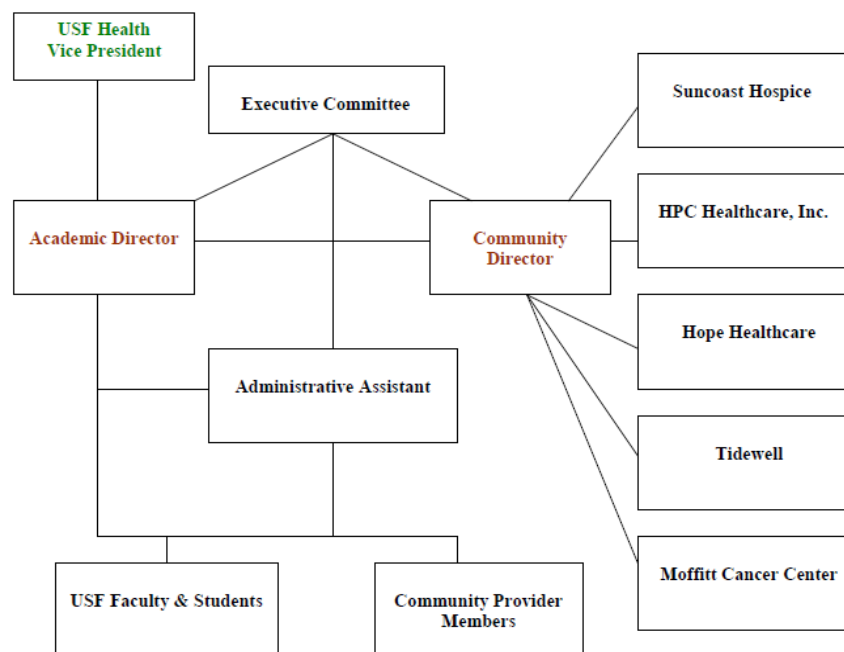 USF Health
Vice President
Executive Committee
Suncoast Hospice
Academic Director
Community
Director
HPC Healthcare, Inc.
Hope Healthcare
Administrative Assistant
Tidewell
Moffitt Cancer Center
USF Faculty & Students
Community Provider
Members